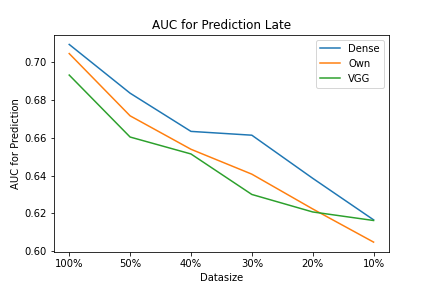 AUC for Prediction Late
Dense
Own
VGG
AUC for Prediction
0.70
0.68
0.66
0.64
0.62
0.60
100% 50% 40% 30% 20% 10%
Datasize